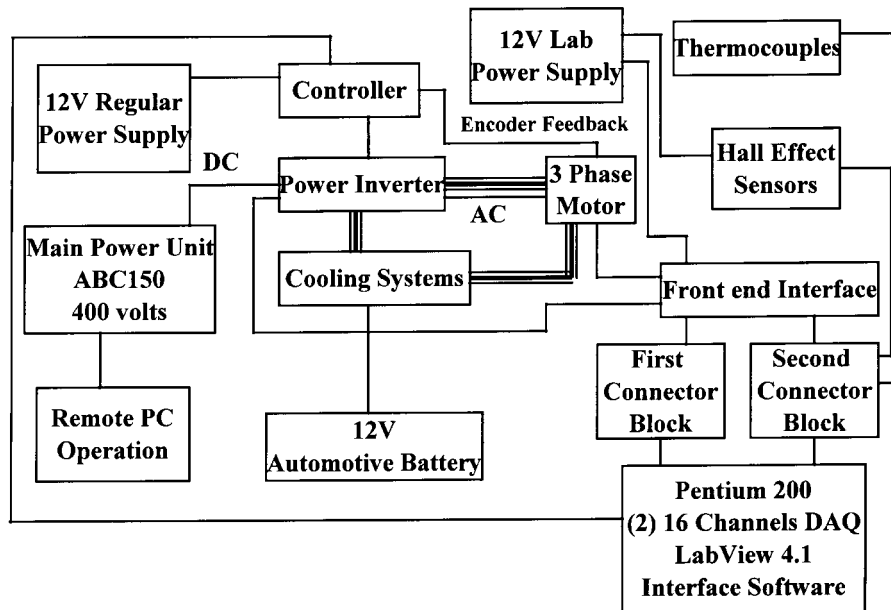 12V Regular
Power Supply
Controller
12V Lab
Power Supply
Thermocouples
Encoder Feedback
DC
Power Inverter
AC
3 Phase
Motor
Hall Effect
Sensors
Main Power Unit
ABC150
400 volts
Cooling Systems
Front end Interface
First
Connector
Block
Second
Connector
Block
Remote PC
Operation
12V
Automotive Battery
Pentium 200
(2) 16 Channels DAQ
LabView 4.1
Interface Software